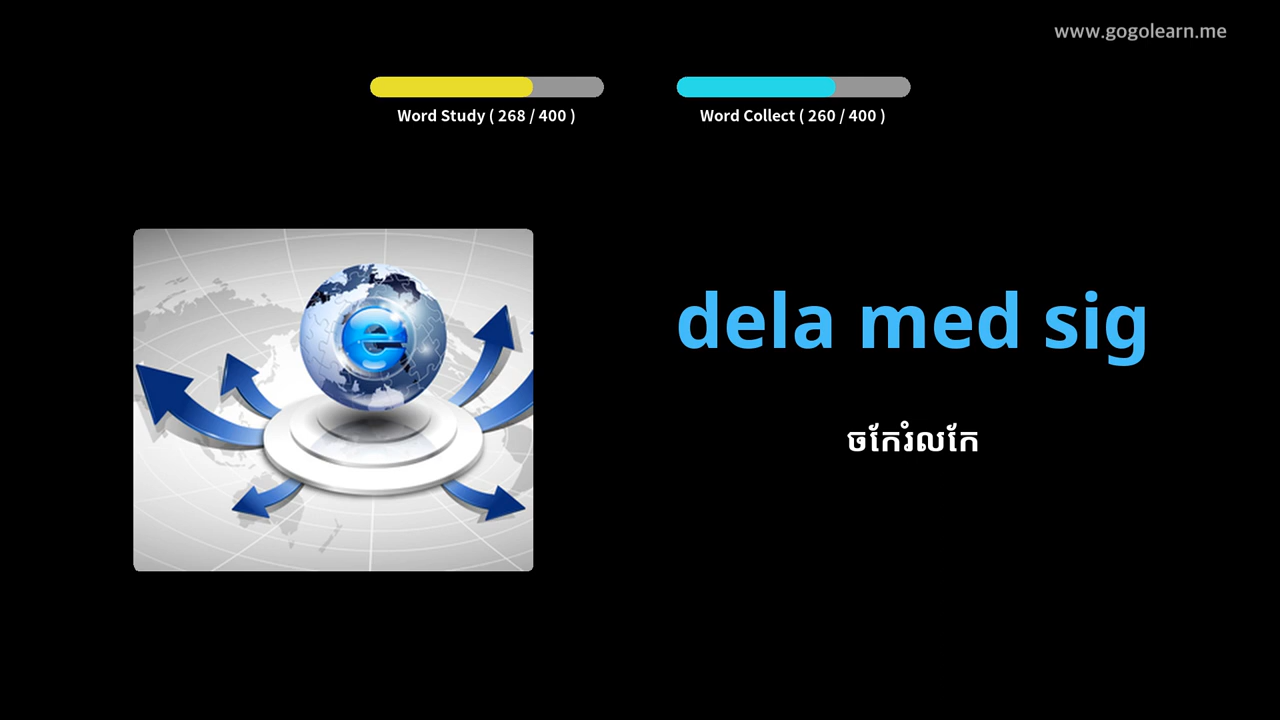 www.gogolearn.me
Word Study ( 268 / 400 )
Word Collect ( 260 / 400 )
e
dela med sig
ចែករំលែក